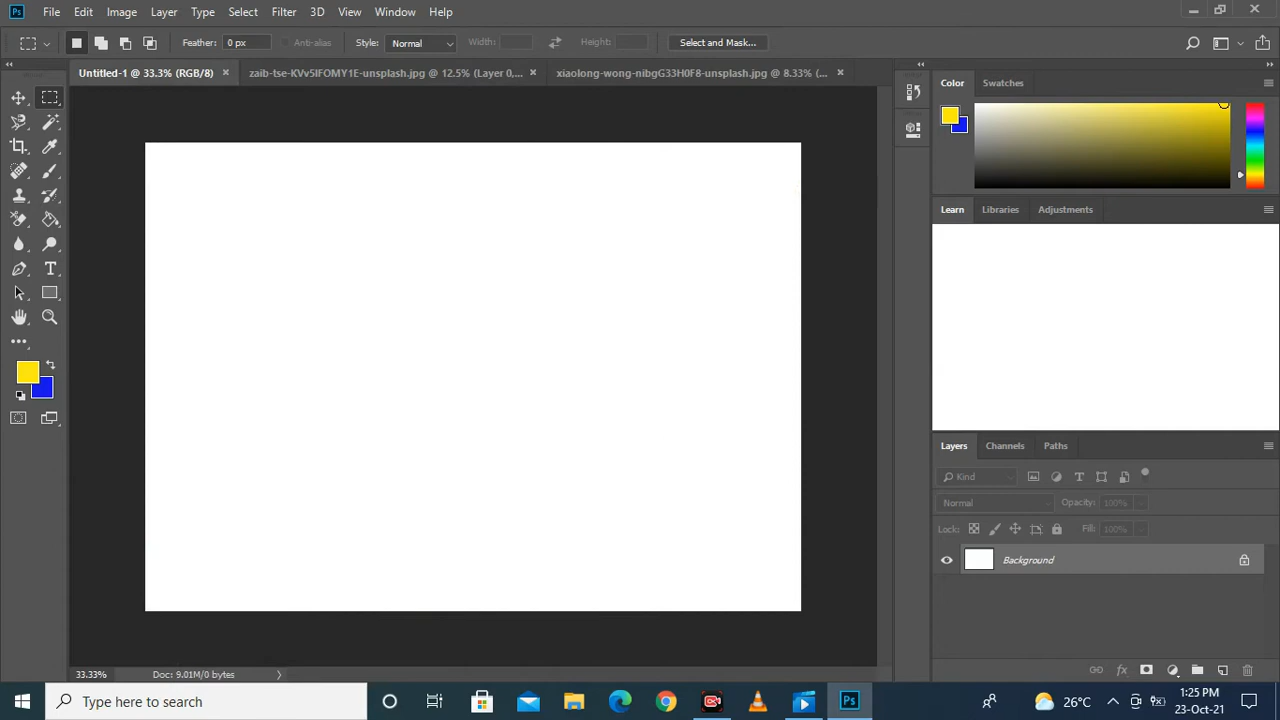 Ps File Edit Image Layer Type Select Filter 3D View Window Help
Feather: 0 px Anti-alias Style: Normal Width: Height: Select and Mask...
Untitled-1 @ 33.3% (RGB/8) zaib-tse-KVv5lFOMY1E-unsplash.jpg @ 12.5% (Layer 0,... xiaolong-wong-nibgG33H0F8-unsplash.jpg @ 8.33% (...
Color Swatches
Learn Libraries Adjustments
Layers Channels Paths
Kind
Normal Opacity: 100%
Lock: Fill: 100%
Background
33.33% Doc: 9.01M/0 bytes
Type here to search
Ps
26°C
1:25 PM
23-Oct-21